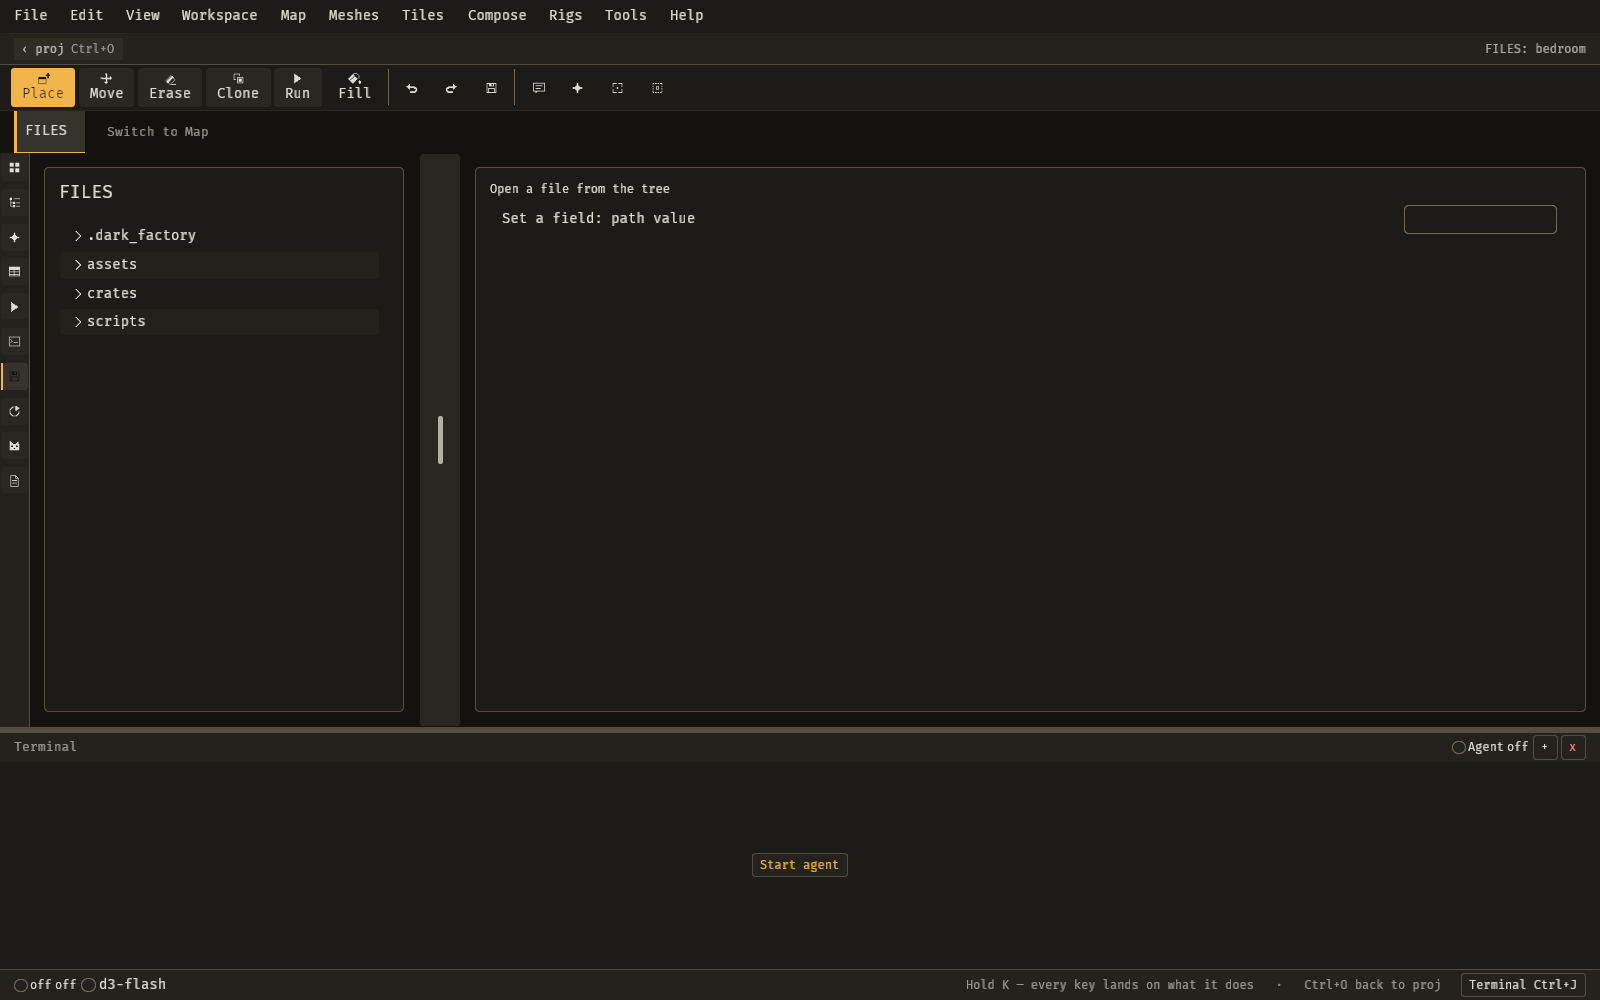 File Edit View Workspace Map Meshes Tiles Compose Rigs Tools Help
‹ proj Ctrl+O
FILES: bedroom
Place Move Erase Clone Run Fill
FILES Switch to Map
FILES
.dark_factory
assets
crates
scripts
Open a file from the tree
Set a field: path value
Terminal
Agent off + x
Start agent
off off d3-flash
Hold K — every key lands on what it does · Ctrl+O back to proj Terminal Ctrl+J